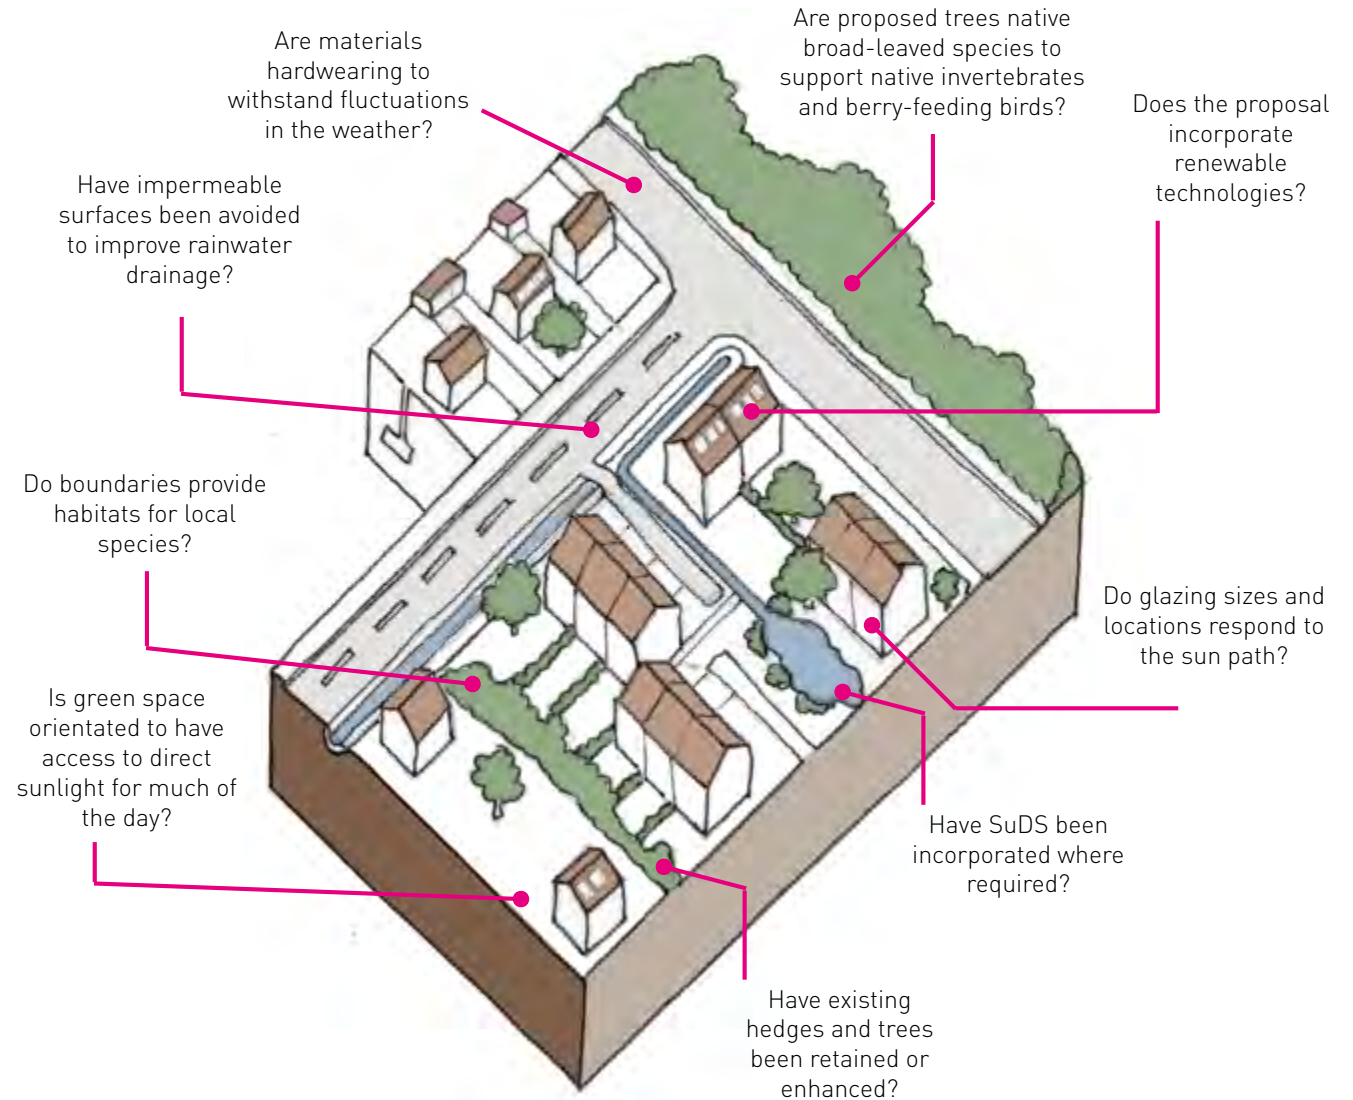 Are materials
hardwearing to
withstand fluctuations
in the weather?
Are proposed trees native
broad-leaved species to
support native invertebrates
and berry-feeding birds?
Does the proposal
incorporate
renewable
technologies?
Have impermeable
surfaces been avoided
to improve rainwater
drainage?
Do boundaries provide
habitats for local
species?
Do glazing sizes and
locations respond to
the sun path?
Is green space
orientated to have
access to direct
sunlight for much of
the day?
Have SuDS been
incorporated where
required?
Have existing
hedges and trees
been retained or
enhanced?